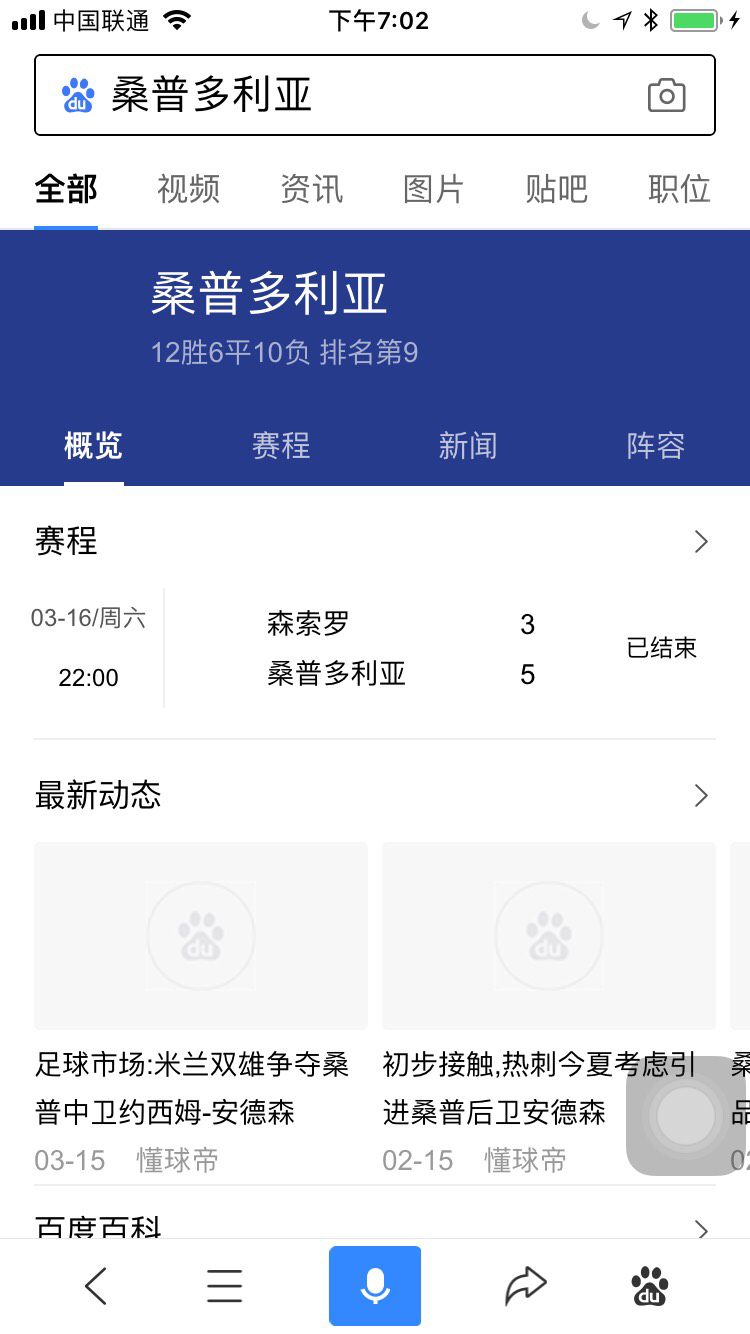 中国联通
下午7:02
du 桑普多利亚
全部 视频 资讯 图片 贴吧 职位
桑普多利亚
12胜6平10负 排名第9
概览 赛程 新闻 阵容
赛程
03-16/周六
22:00
森索罗 3
桑普多利亚 5
已结束
最新动态
du
du
足球市场:米兰双雄争夺桑
普中卫约西姆-安德森
03-15 懂球帝
初步接触,热刺今夏考虑引
进桑普后卫安德森
02-15 懂球帝
百度百科
du